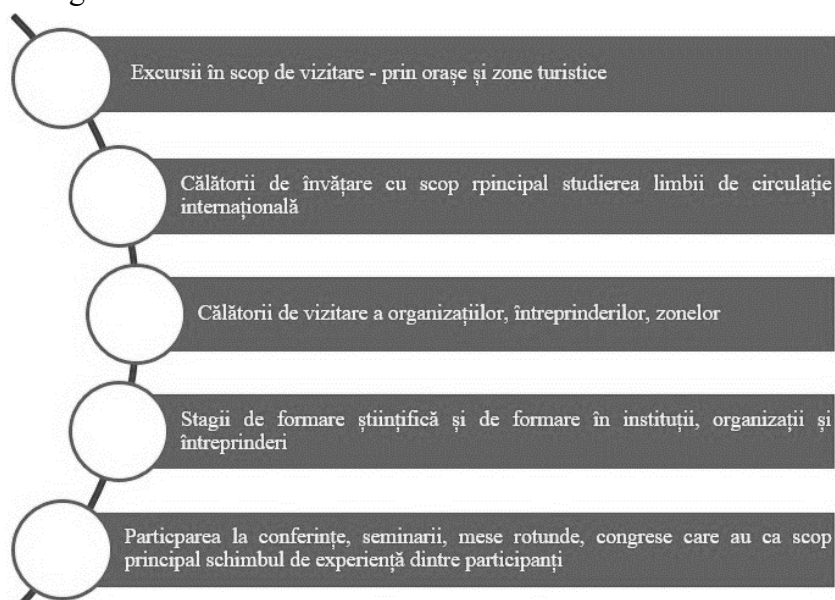 Excursii în scop de vizitare - prin orașe și zone turistice
Călătorii de învățare cu scop rpincipal studierea limbii de circulație
internațională
Călătorii de vizitare a organizațiilor, întreprinderilor, zonelor
Stagii de formare științifică și de formare în instituții, organizații și
întreprinderi
Particparea la conferințe, seminarii, mese rotunde, congrese care au ca scop
principal schimbul de experiență dintre participanți